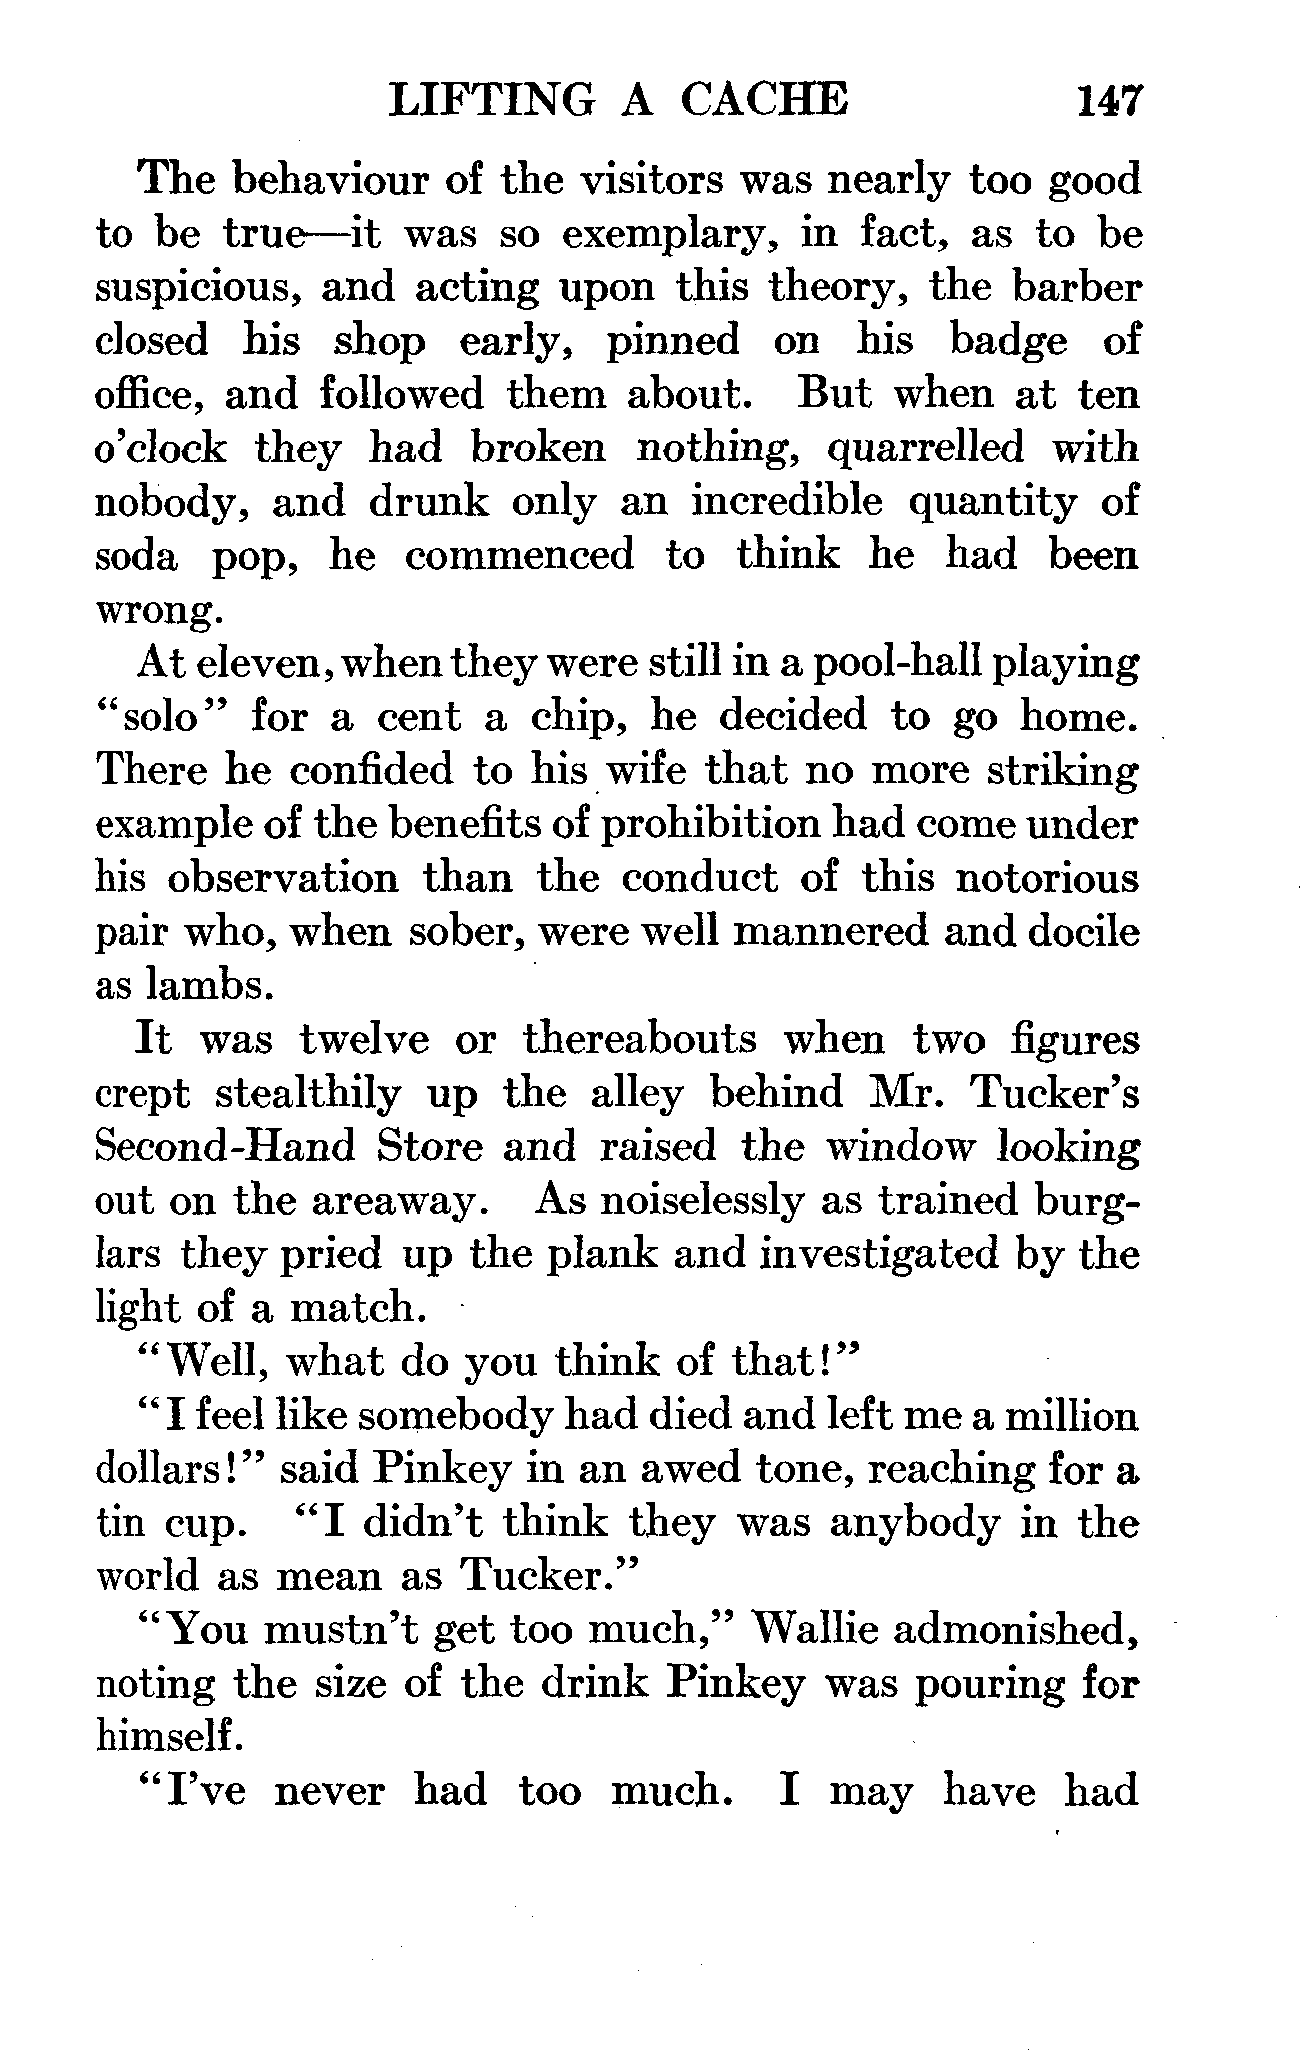 LIFTING A CACHE 147
The behaviour of the visitors was nearly too good
to be true—it was so exemplary, in fact, as to be
suspicious, and acting upon this theory, the barber
closed his shop early, pinned on his badge of
office, and followed them about. But when at ten
o'clock they had broken nothing, quarrelled with
nobody, and drunk only an incredible quantity of
soda pop, he commenced to think he had been
wrong.
At eleven, when they were still in a pool-hall playing
"solo" for a cent a chip, he decided to go home.
There he confided to his wife that no more striking
example of the benefits of prohibition had come under
his observation than the conduct of this notorious
pair who, when sober, were well mannered and docile
as lambs.
It was twelve or thereabouts when two figures
crept stealthily up the alley behind Mr. Tucker's
Second-Hand Store and raised the window looking
out on the areaway. As noiselessly as trained burg-
lars they pried up the plank and investigated by the
light of a match.
"Well, what do you think of that!"
"I feel like somebody had died and left me a million
dollars!" said Pinkey in an awed tone, reaching for a
tin cup. "I didn't think they was anybody in the
world as mean as Tucker."
"You mustn't get too much," Wallie admonished,
noting the size of the drink Pinkey was pouring for
himself.
"I've never had too much. I may have had